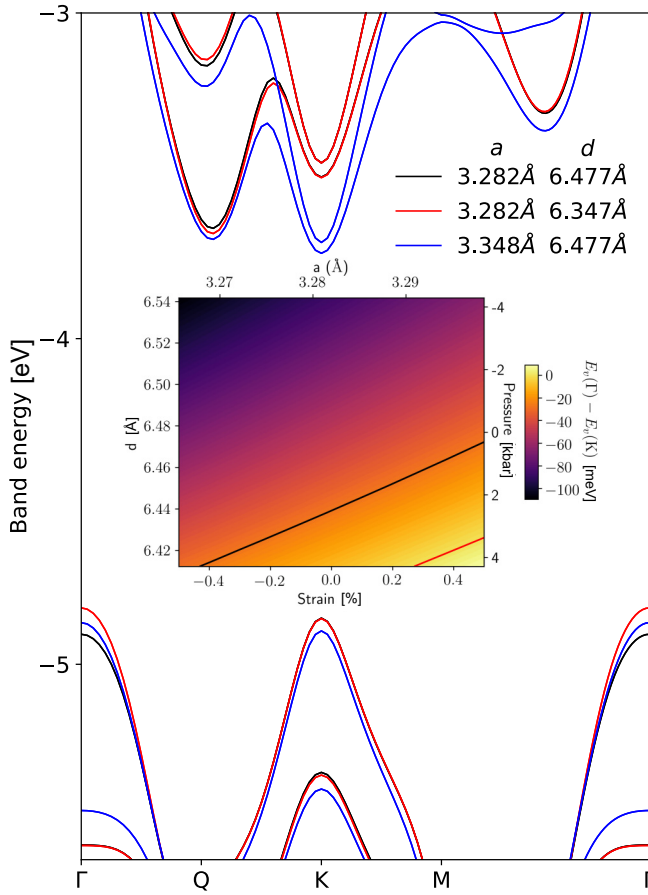 −3
a d
3.282Å 6.477Å
3.282Å 6.347Å
3.348Å 6.477Å
a (Å)
3.27 3.28 3.29
6.54
6.52
6.50
6.48
6.46
6.44
6.42
d [Å]
-4
-2
0
2
4
Pressure [kbar]
0
−20
−40
−60
−80
−100
E_v(Γ) − E_v(K) [meV]
−0.4 −0.2 0.0 0.2 0.4
Strain [%]
−4
Band energy [eV]
−5
Γ Q K M Γ